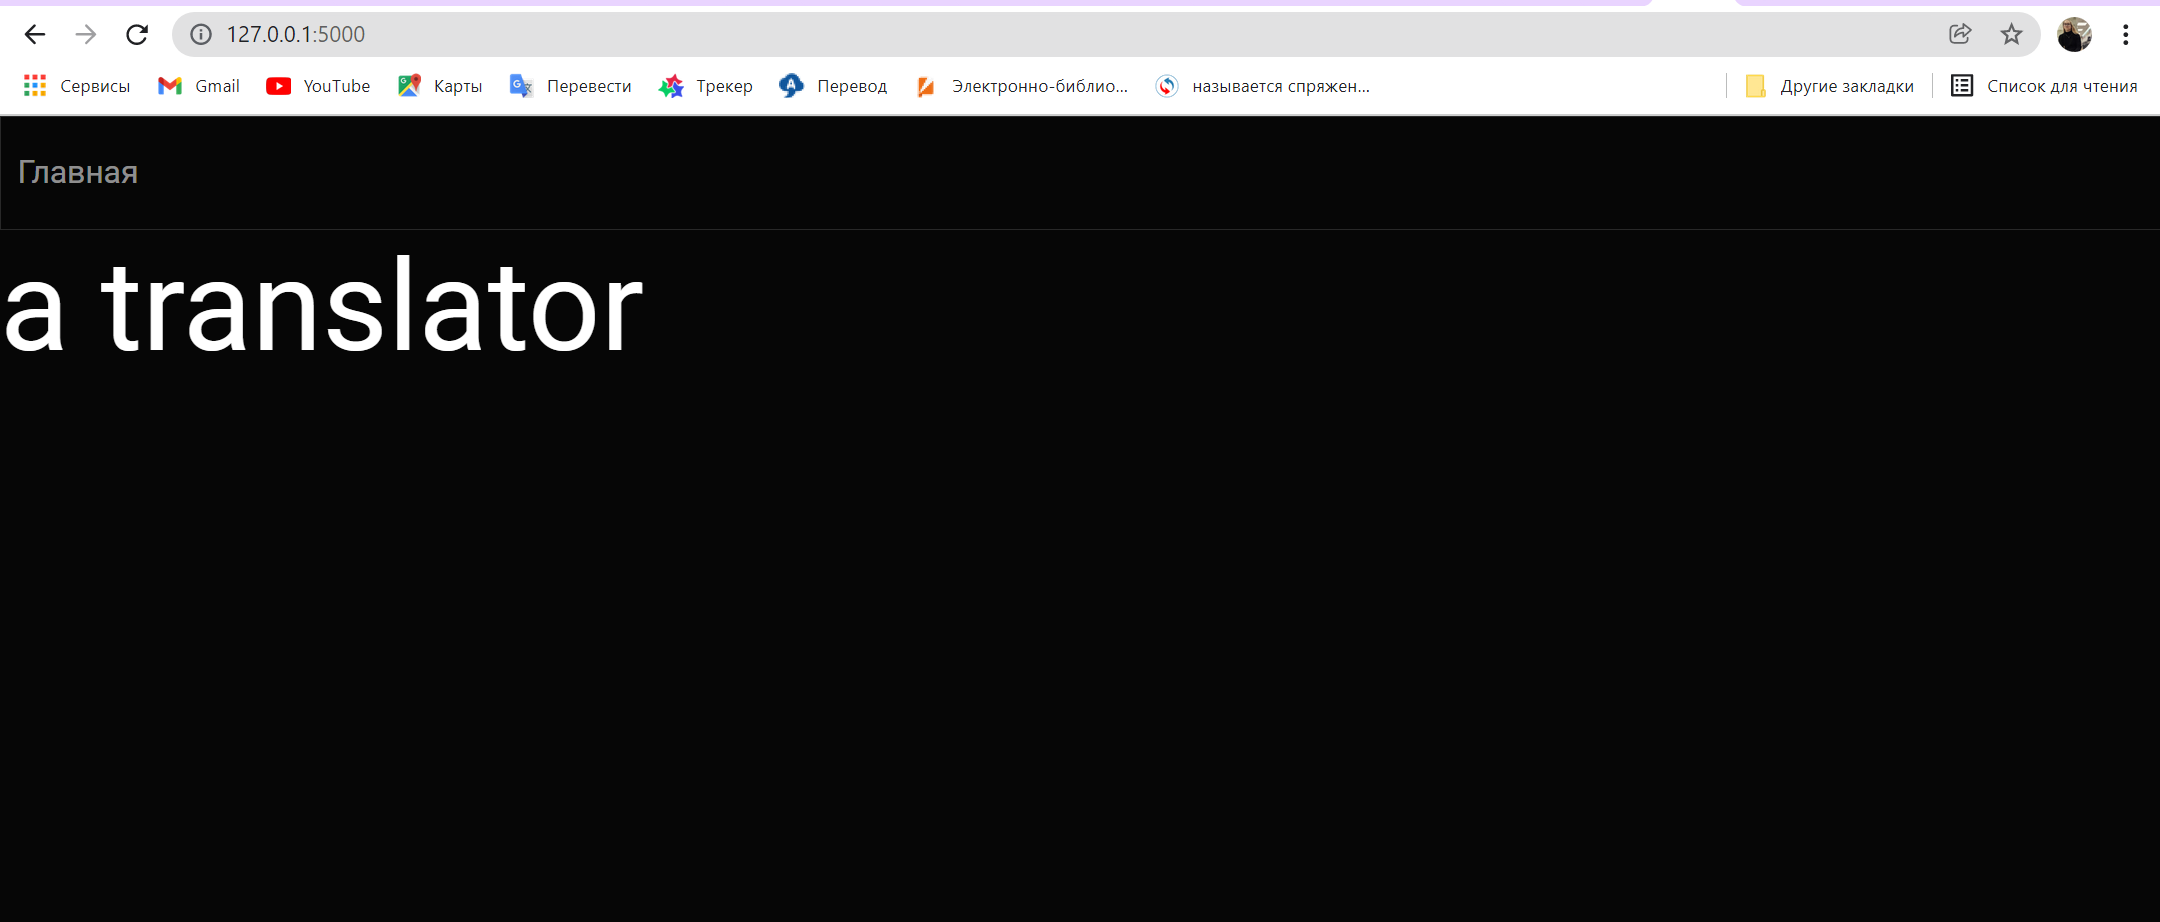 127.0.0.1:5000
Сервисы Gmail YouTube Карты Перевести Трекер Перевод Электронно-библио... называется спряжен... Другие закладки Список для чтения
Главная
a translator